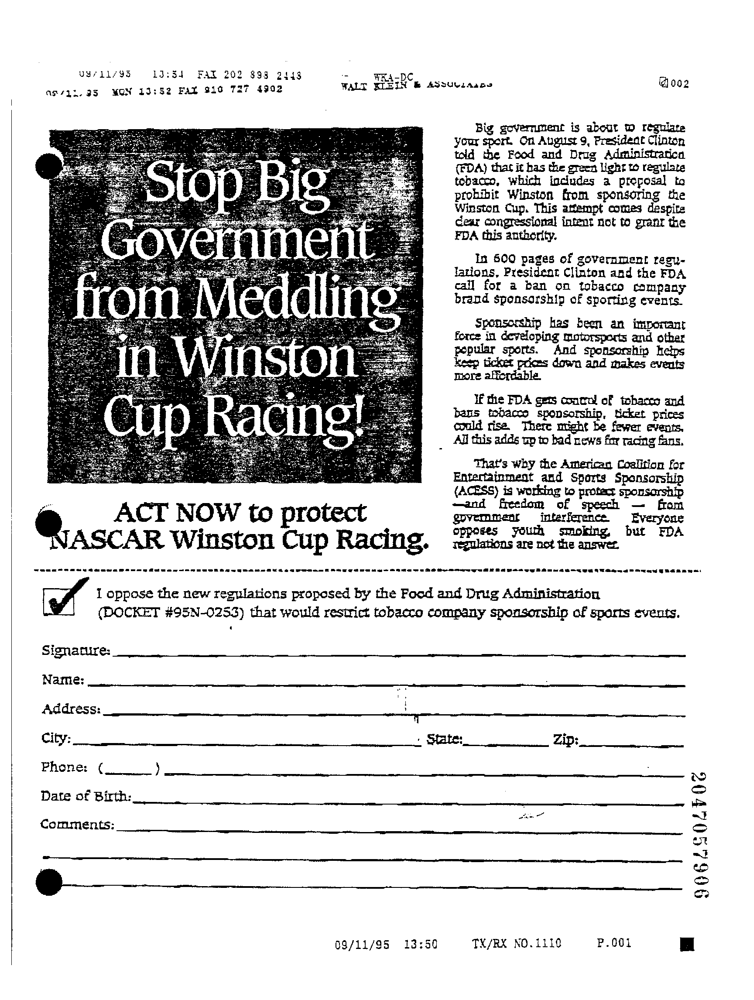 09/11/95 13:54 FAX 202 898 2448 WKA-DC 002
09/11/95 MON 13:52 FAX 910 727 4902 WALT KLEIN & ASSOCIATES
Stop Big
Government
from Meddling
in Winston
Cup Racing!
ACT NOW to protect
NASCAR Winston Cup Racing.
Big government is about to regulate
your sport. On August 9, President Clinton
told the Food and Drug Administration
(FDA) that it has the green light to regulate
tobacco, which includes a proposal to
prohibit Winston from sponsoring the
Winston Cup. This attempt comes despite
clear congressional intent not to grant the
FDA this authority.
In 600 pages of government regu-
lations, President Clinton and the FDA
call for a ban on tobacco company
brand sponsorship of sporting events.
Sponsorship has been an important
force in developing motorsports and other
popular sports. And sponsorship helps
keep ticket prices down and makes events
more affordable.
If the FDA gets control of tobacco and
bans tobacco sponsorship, ticket prices
could rise. There might be fewer events.
All this adds up to bad news for racing fans.
That's why the American Coalition for
Entertainment and Sports Sponsorship
(ACESS) is working to protect sponsorship
—and freedom of speech — from
government interference. Everyone
opposes youth smoking, but FDA
regulations are not the answer.
I oppose the new regulations proposed by the Food and Drug Administration
(DOCKET #95N-0253) that would restrict tobacco company sponsorship of sports events.
Signature:
Name:
Address:
City: State: Zip:
Phone: ( )
Date of Birth:
Comments:
2047057906
09/11/95 13:50 TX/RX NO.1110 P.001